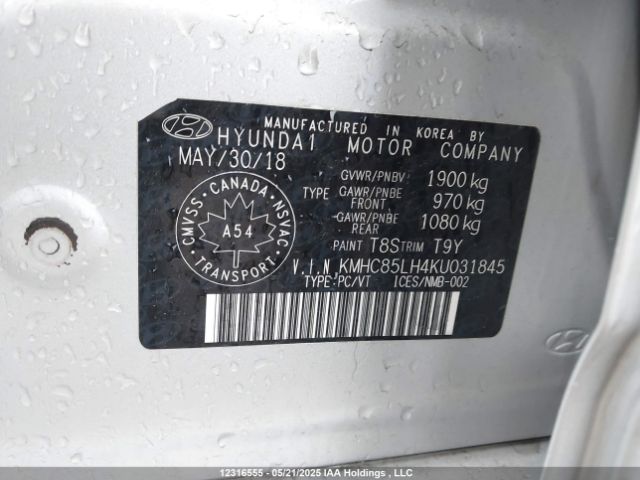 MANUFACTURED IN KOREA BY
HYUNDAI MOTOR COMPANY
MAY/30/18
GVWR/PNBV 1900 kg
TYPE GAWR/PNBE FRONT 970 kg
GAWR/PNBE REAR 1080 kg
PAINT T8S TRIM T9Y
CANADA
CMVSS A54 NSVAC
TRANSPORT
V.I.N KMHC85LH4KU031845
TYPE:PC/VT ICES/NMB-002
12316555 - 05/21/2025 IAA Holdings , LLC